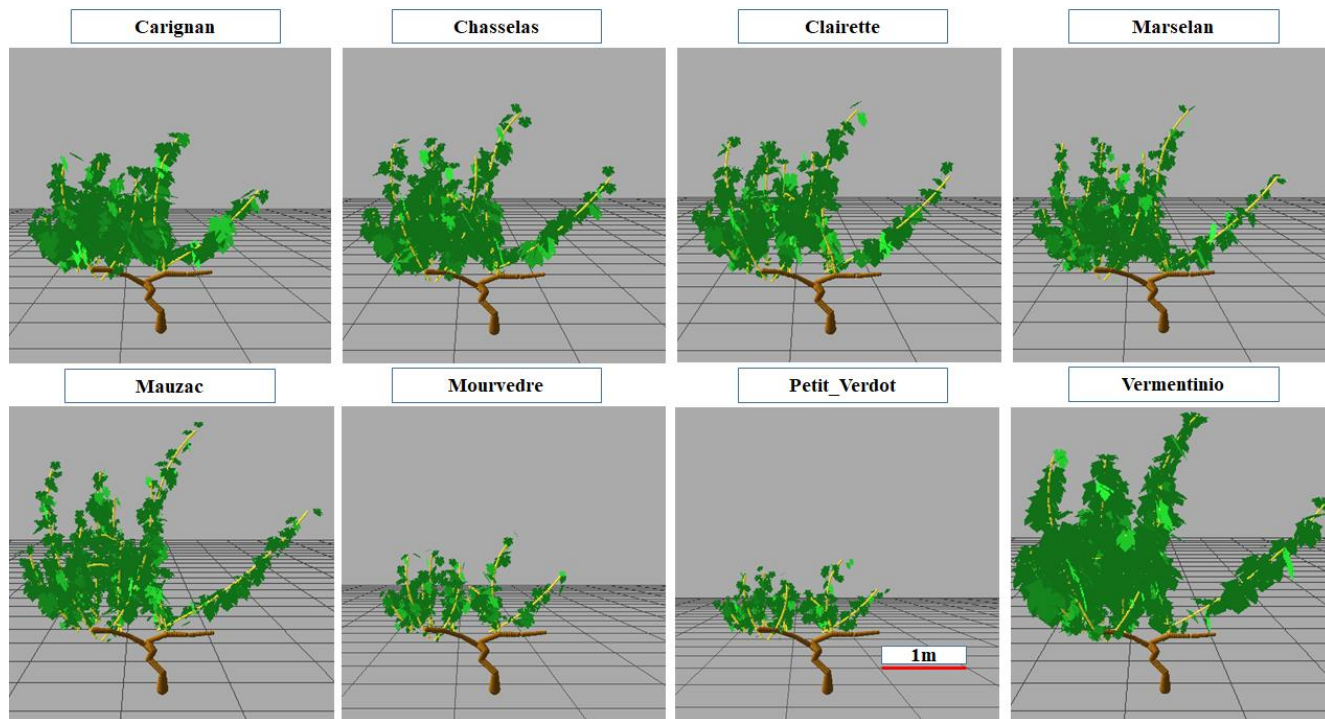 Carignan
Chasselas
Clairette
Marselan
Mauzac
Mourvedre
Petit_Verdot
Vermentinio
1m